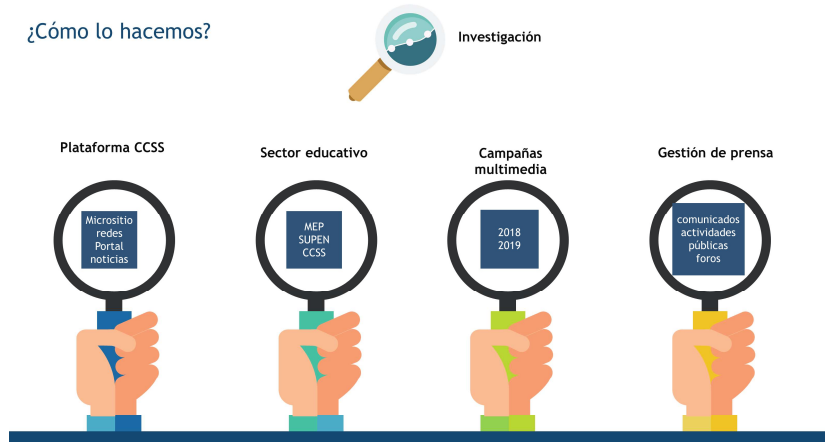 ¿Cómo lo hacemos?
Investigación
Plataforma CCSS
Sector educativo
Campañas
multimedia
Gestión de prensa
Micrositio
redes
Portal
noticias
MEP
SUPEN
CCSS
2018
2019
comunicados
actividades
públicas
foros